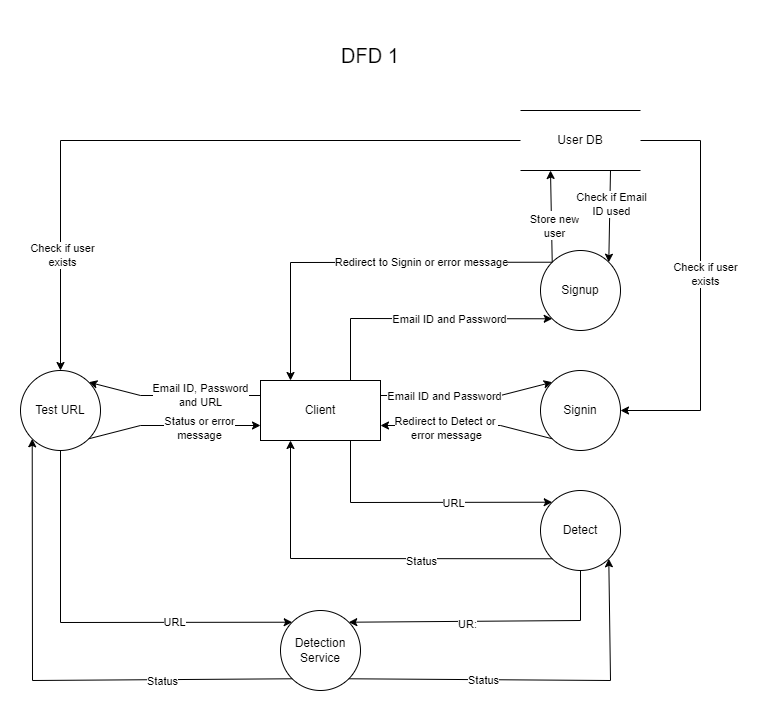 DFD 1
User DB
Check if Email
ID used
Store new
user
Check if user
exists
Check if user
exists
Redirect to Signin or error message
Signup
Email ID and Password
Email ID, Password
and URL
Email ID and Password
Test URL
Client
Signin
Status or error
message
Redirect to Detect or
error message
URL
Detect
Status
URL
UR:
Detection
Service
Status
Status